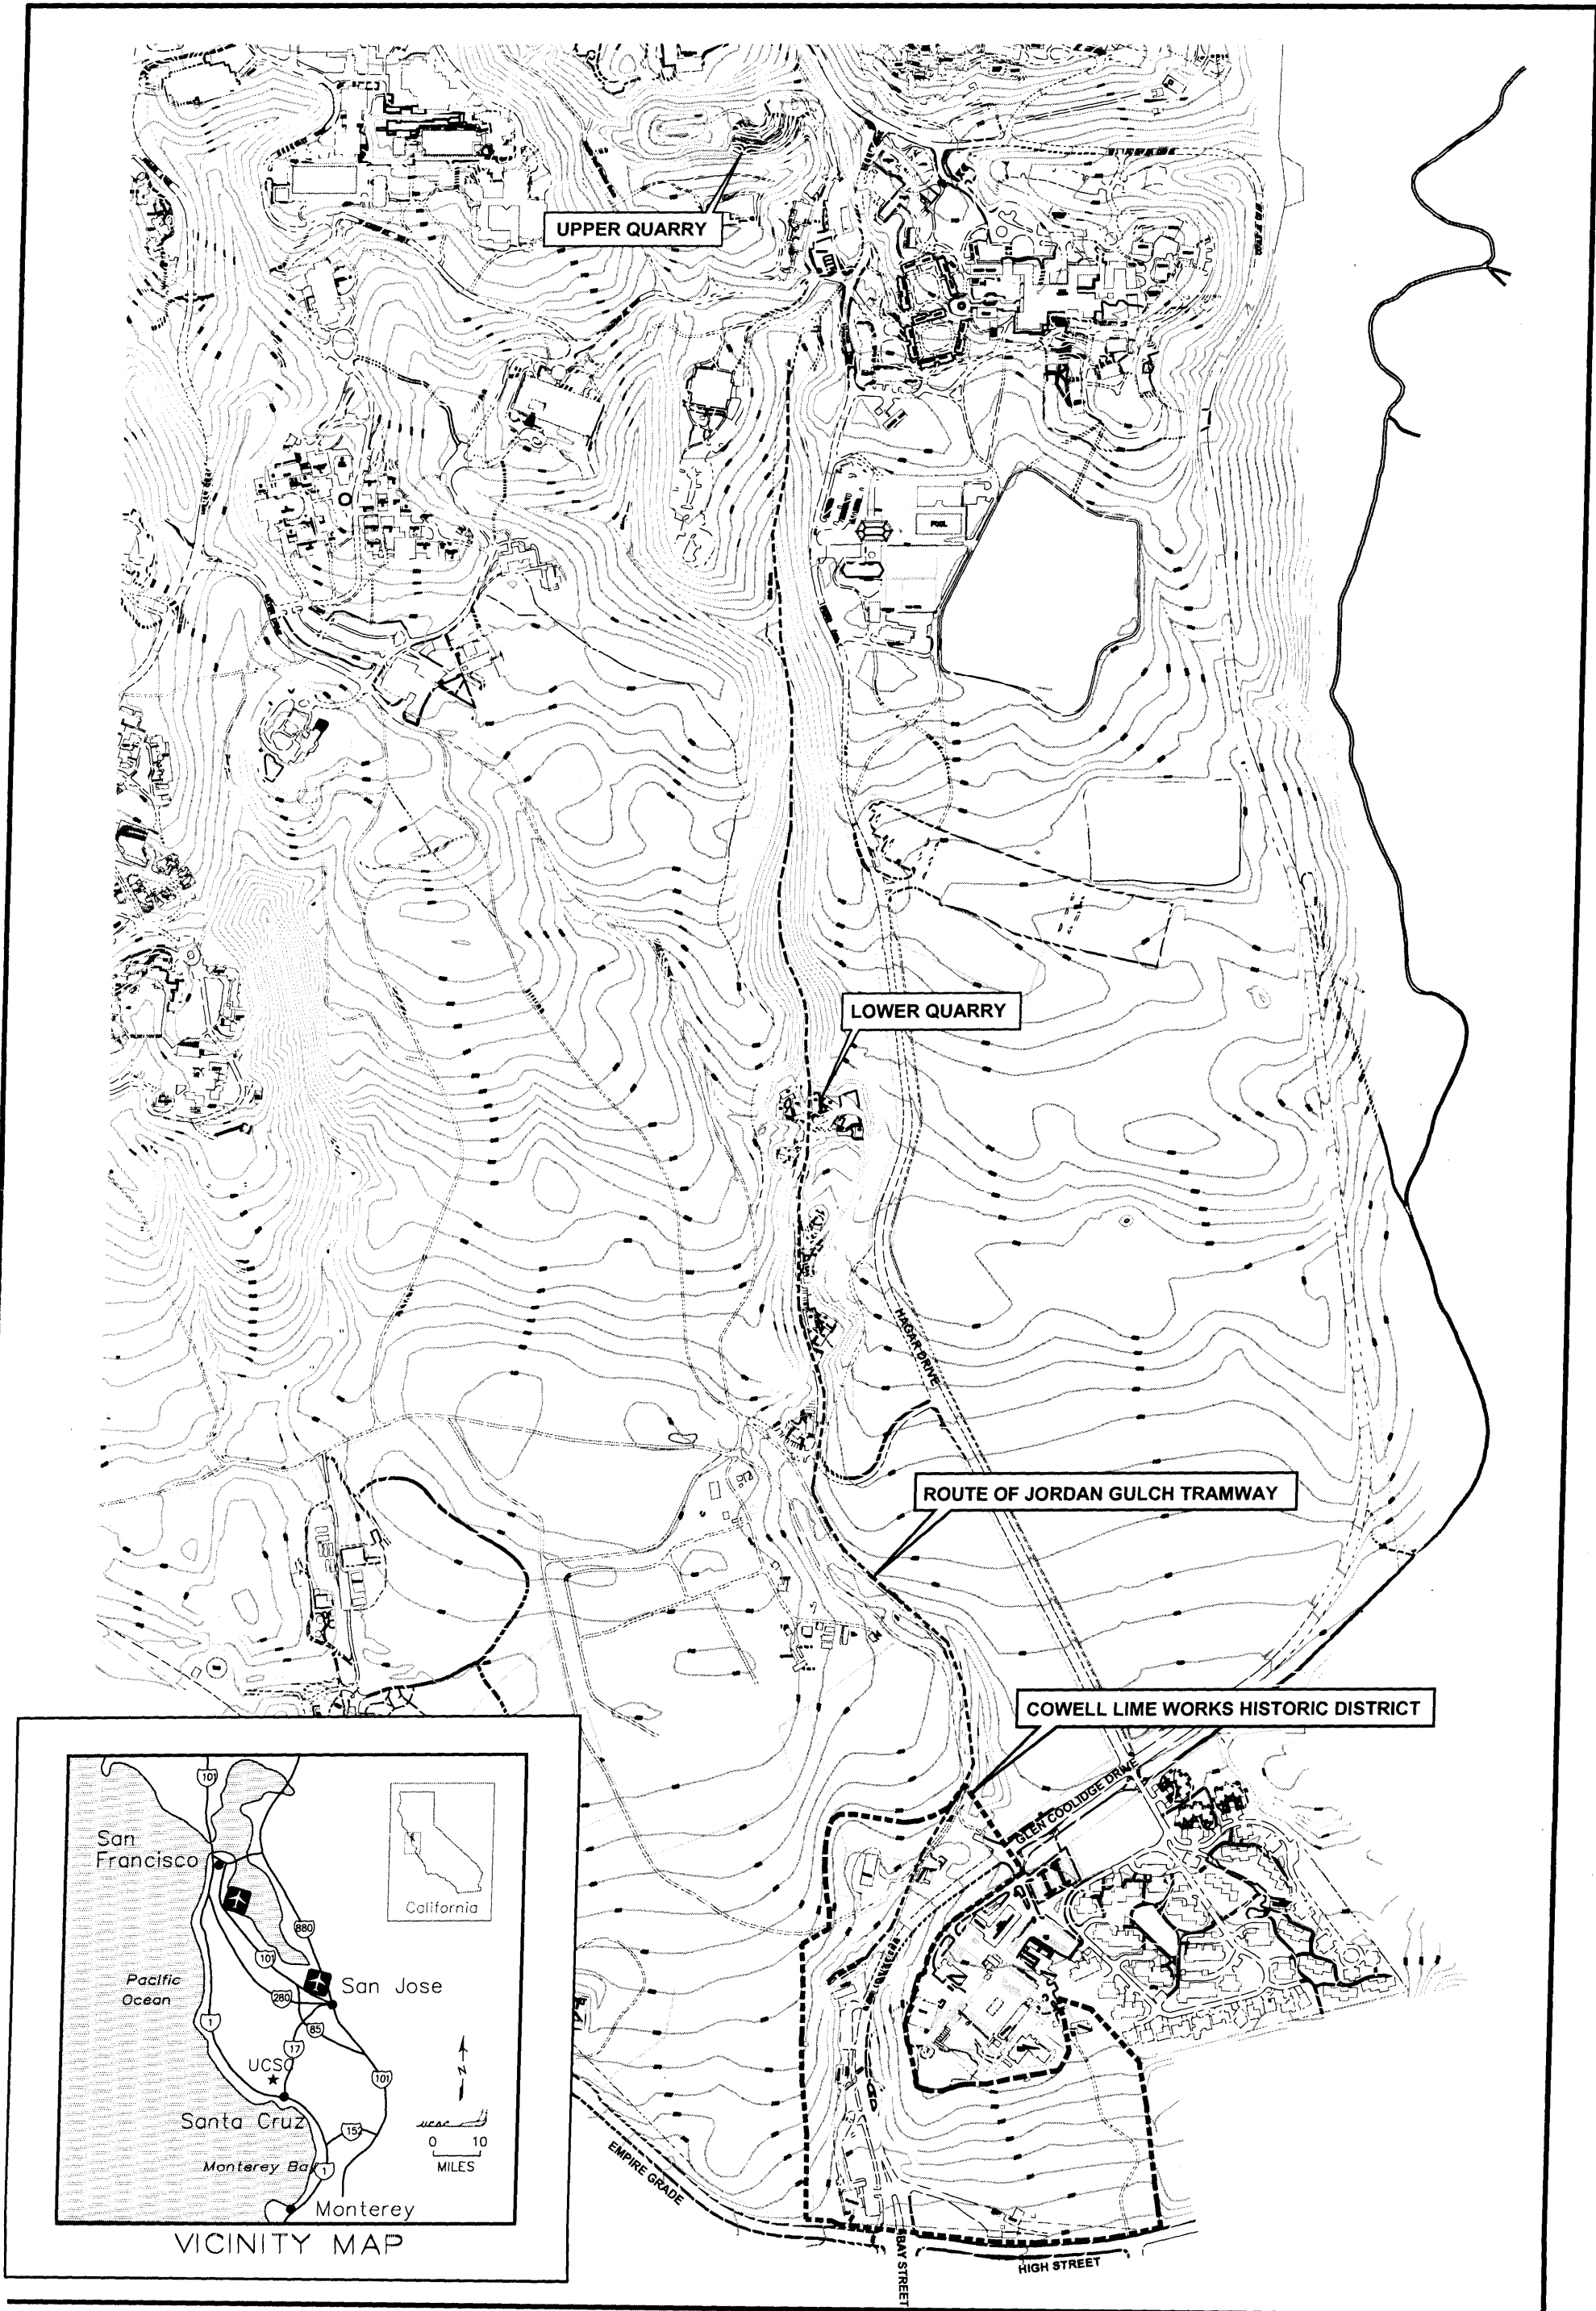 UPPER QUARRY
POOL
LOWER QUARRY
HAGAR DRIVE
ROUTE OF JORDAN GULCH TRAMWAY
COWELL LIME WORKS HISTORIC DISTRICT
GLEN COOLIDGE DRIVE
EMPIRE GRADE
BAY STREET
HIGH STREET
101
San
Francisco
California
880
101
Pacific
Ocean
San Jose
280
1
85
17
UCSC
101
N
Santa Cruz
152
0 10
MILES
Monterey Bay
1
Monterey
VICINITY MAP